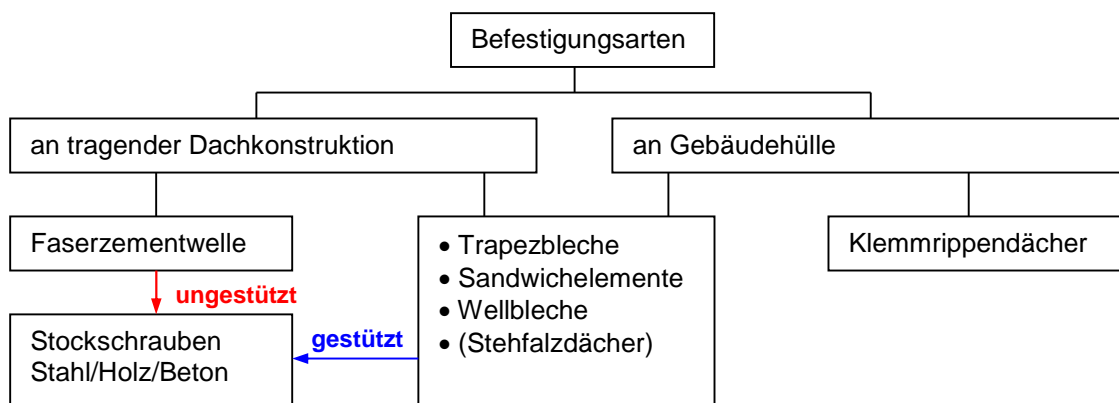 Befestigungsarten
an tragender Dachkonstruktion
an Gebäudehülle
Faserzementwelle
• Trapezbleche
• Sandwichelemente
• Wellbleche
• (Stehfalzdächer)
Klemmrippendächer
ungestützt
gestützt
Stockschrauben
Stahl/Holz/Beton